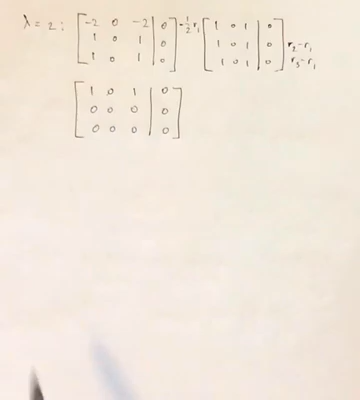 λ = 2: [-2 0 -2 | 0] -1/2 r₁ [1 0 1 | 0]
[1 0 1 | 0] [1 0 1 | 0] r₂-r₁
[1 0 1 | 0] [1 0 1 | 0] r₃-r₁
[1 0 1 | 0]
[0 0 0 | 0]
[0 0 0 | 0]